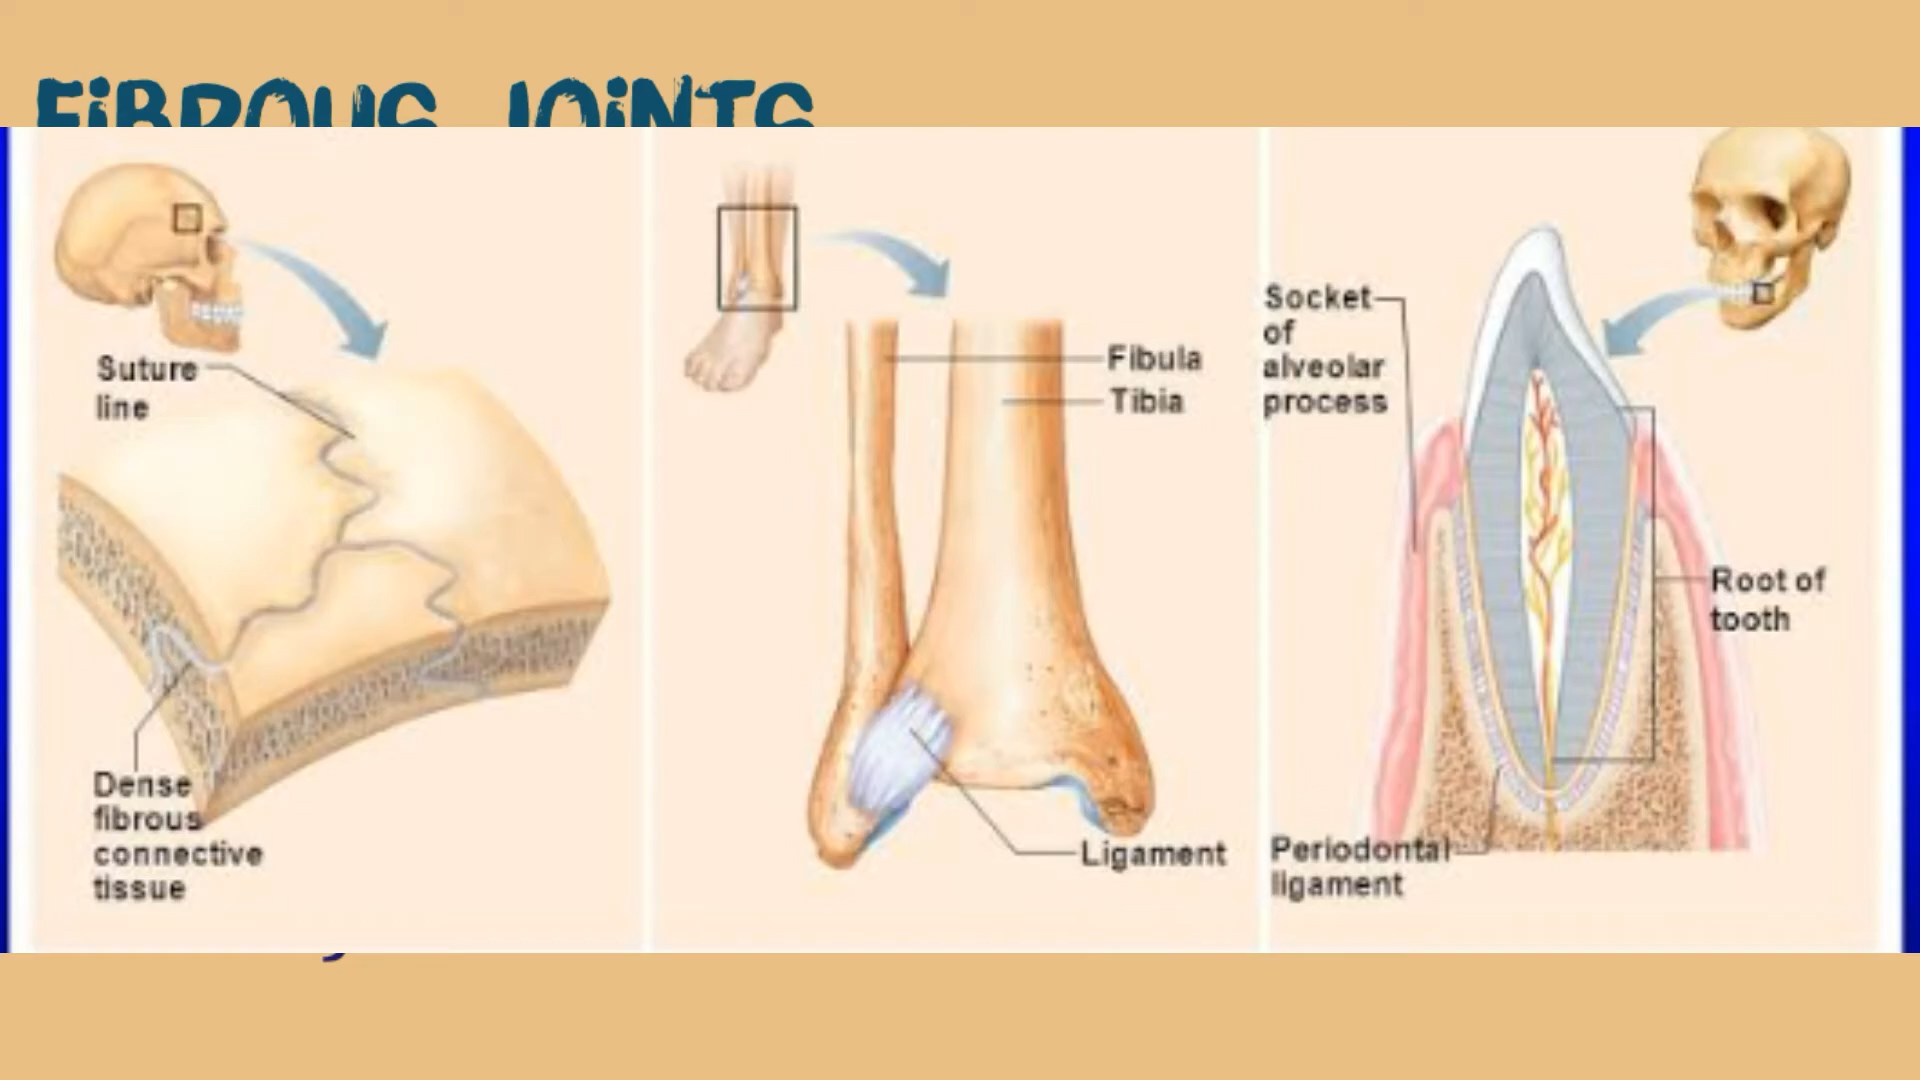 FiBROUS JOiNTS
Suture
line
Dense
fibrous
connective
tissue
Fibula
Tibia
Ligament
Socket
of
alveolar
process
Root of
tooth
Periodontal
ligament